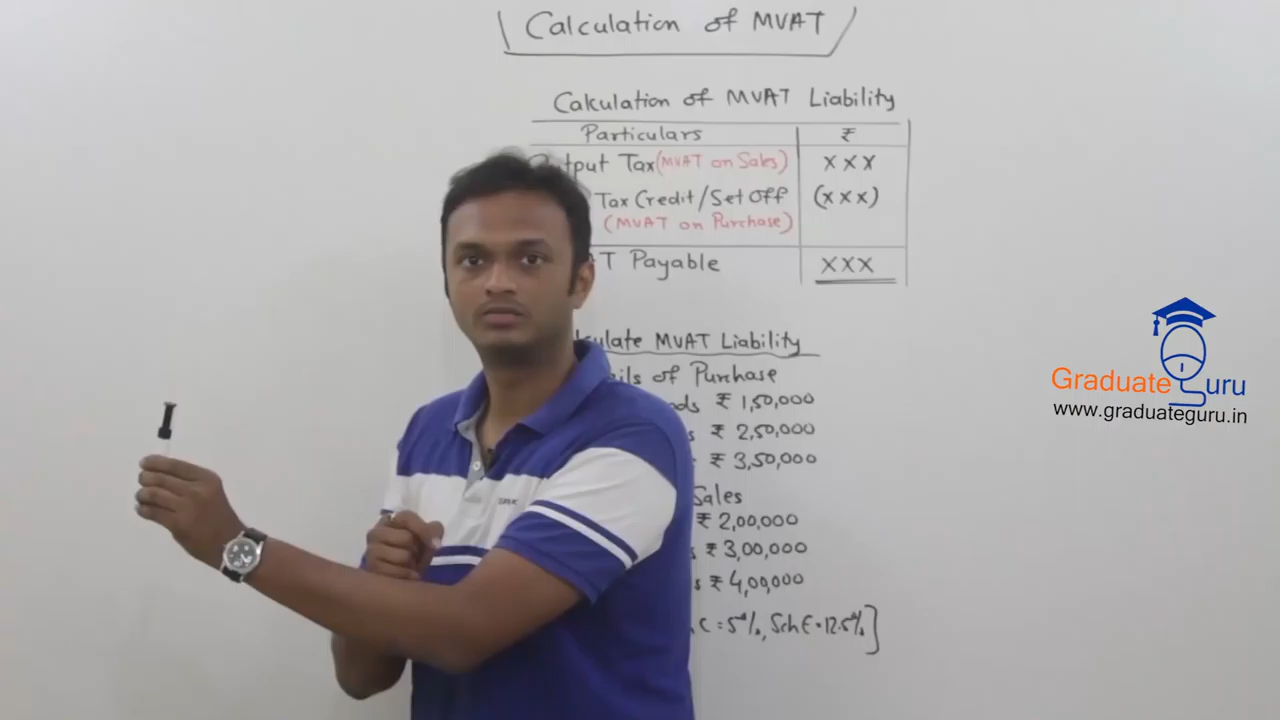 Calculation of MVAT
Calculation of MVAT Liability
Particulars ₹
Output Tax (MVAT on Sales) XXX
Tax Credit/Set Off (XXX)
(MVAT on Purchase)
Payable XXX
MVAT Liability
of Purchase
₹ 1,50,000
₹ 2,50,000
₹ 3,50,000
Sales
₹ 2,00,000
₹ 3,00,000
₹ 4,00,000
C = 5%, Sch E = 12.5%]
Graduate Guru
www.graduateguru.in